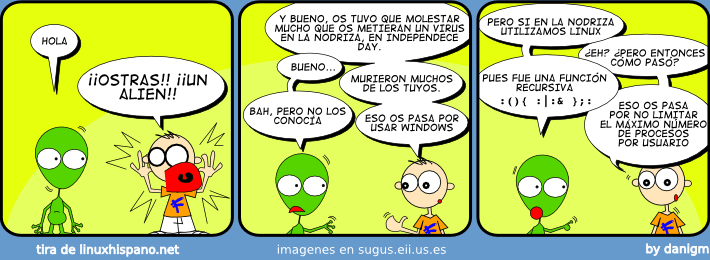 HOLA
¡¡OSTRAS!! ¡¡UN
ALIEN!!
Y BUENO, OS TUVO QUE MOLESTAR
MUCHO QUE OS METIERAN UN VIRUS
EN LA NODRIZA, EN INDEPENDECE
DAY.
BUENO...
MURIERON MUCHOS
DE LOS TUYOS.
BAH, PERO NO LOS
CONOCÍA
ESO OS PASA POR
USAR WINDOWS
PERO SI EN LA NODRIZA
UTILIZAMOS LINUX
¿EH? ¿PERO ENTONCES
CÓMO PASÓ?
PUES FUE UNA FUNCIÓN
RECURSIVA
:(){ :|:& };:
ESO OS PASA
POR NO LIMITAR
EL MÁXIMO NÚMERO
DE PROCESOS
POR USUARIO
tira de linuxhispano.net
imagenes en sugus.eii.us.es
by danigm